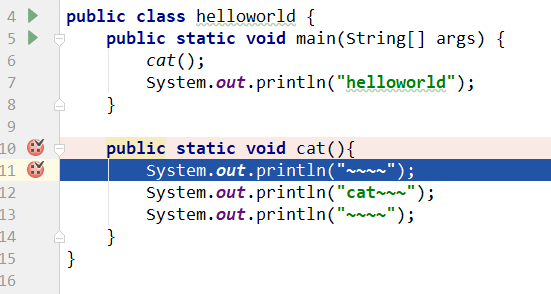 4 public class helloworld {
5 public static void main(String[] args) {
6 cat();
7 System.out.println("helloworld");
8 }
9
10 public static void cat(){
11 System.out.println("~~~~");
12 System.out.println("cat~~~");
13 System.out.println("~~~~");
14 }
15 }
16